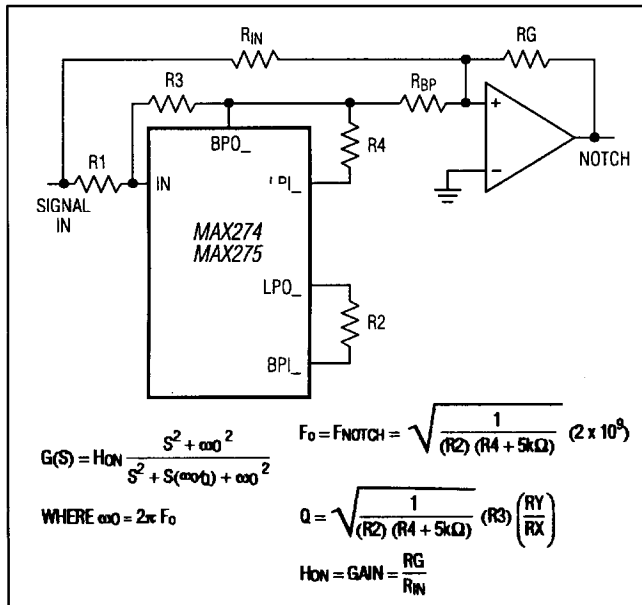 RIN
RG
R3
RBP
+
BPO_
R4
−
NOTCH
R1
IN
LPI_
SIGNAL
IN
MAX274
MAX275
LPO_
R2
BPI_
G(S) = HON (S² + ω0²) / (S² + S(ω0/Q) + ω0²)
F0 = FNOTCH = √(1 / ((R2) (R4 + 5kΩ))) (2 x 10⁹)
WHERE ω0 = 2π F0
Q = √(1 / ((R2) (R4 + 5kΩ))) (R3) (RY/RX)
HON = GAIN = RG/RIN